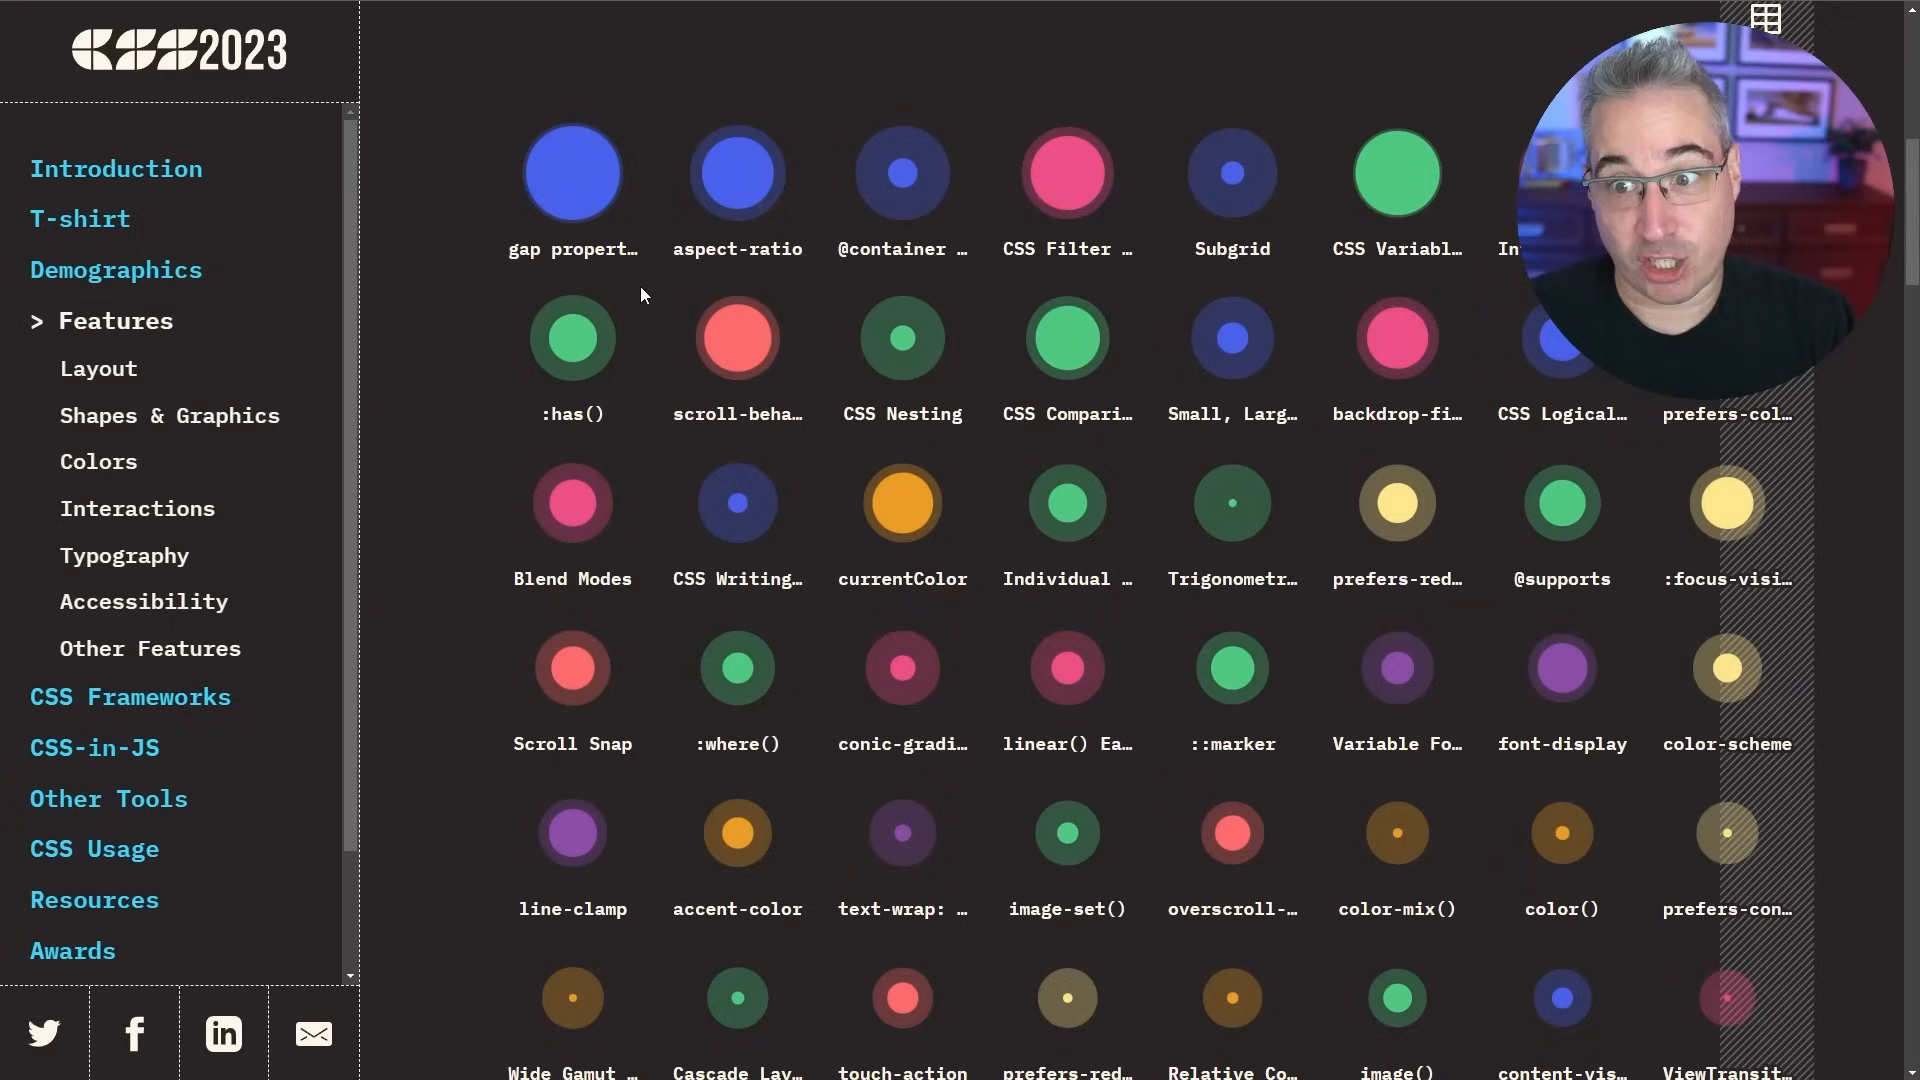 CSS2023
Introduction
T-shirt
Demographics
> Features
Layout
Shapes & Graphics
Colors
Interactions
Typography
Accessibility
Other Features
CSS Frameworks
CSS-in-JS
Other Tools
CSS Usage
Resources
Awards
gap propert… aspect-ratio @container … CSS Filter … Subgrid CSS Variabl…
:has() scroll-beha… CSS Nesting CSS Compari… Small, Larg… backdrop-fi… CSS Logical… prefers-col…
Blend Modes CSS Writing… currentColor Individual … Trigonometr… prefers-red… @supports :focus-visi…
Scroll Snap :where() conic-gradi… linear() Ea… ::marker Variable Fo… font-display color-scheme
line-clamp accent-color text-wrap: … image-set() overscroll-… color-mix() color() prefers-con…
Wide Gamut … Cascade Lay… touch-action prefers-red… Relative Co… image() content-vis… ViewTransit…